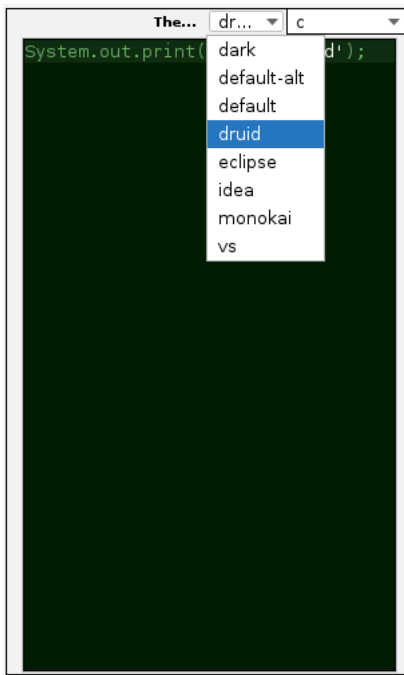 The... dr... c
System.out.print( d');
dark
default-alt
default
druid
eclipse
idea
monokai
vs